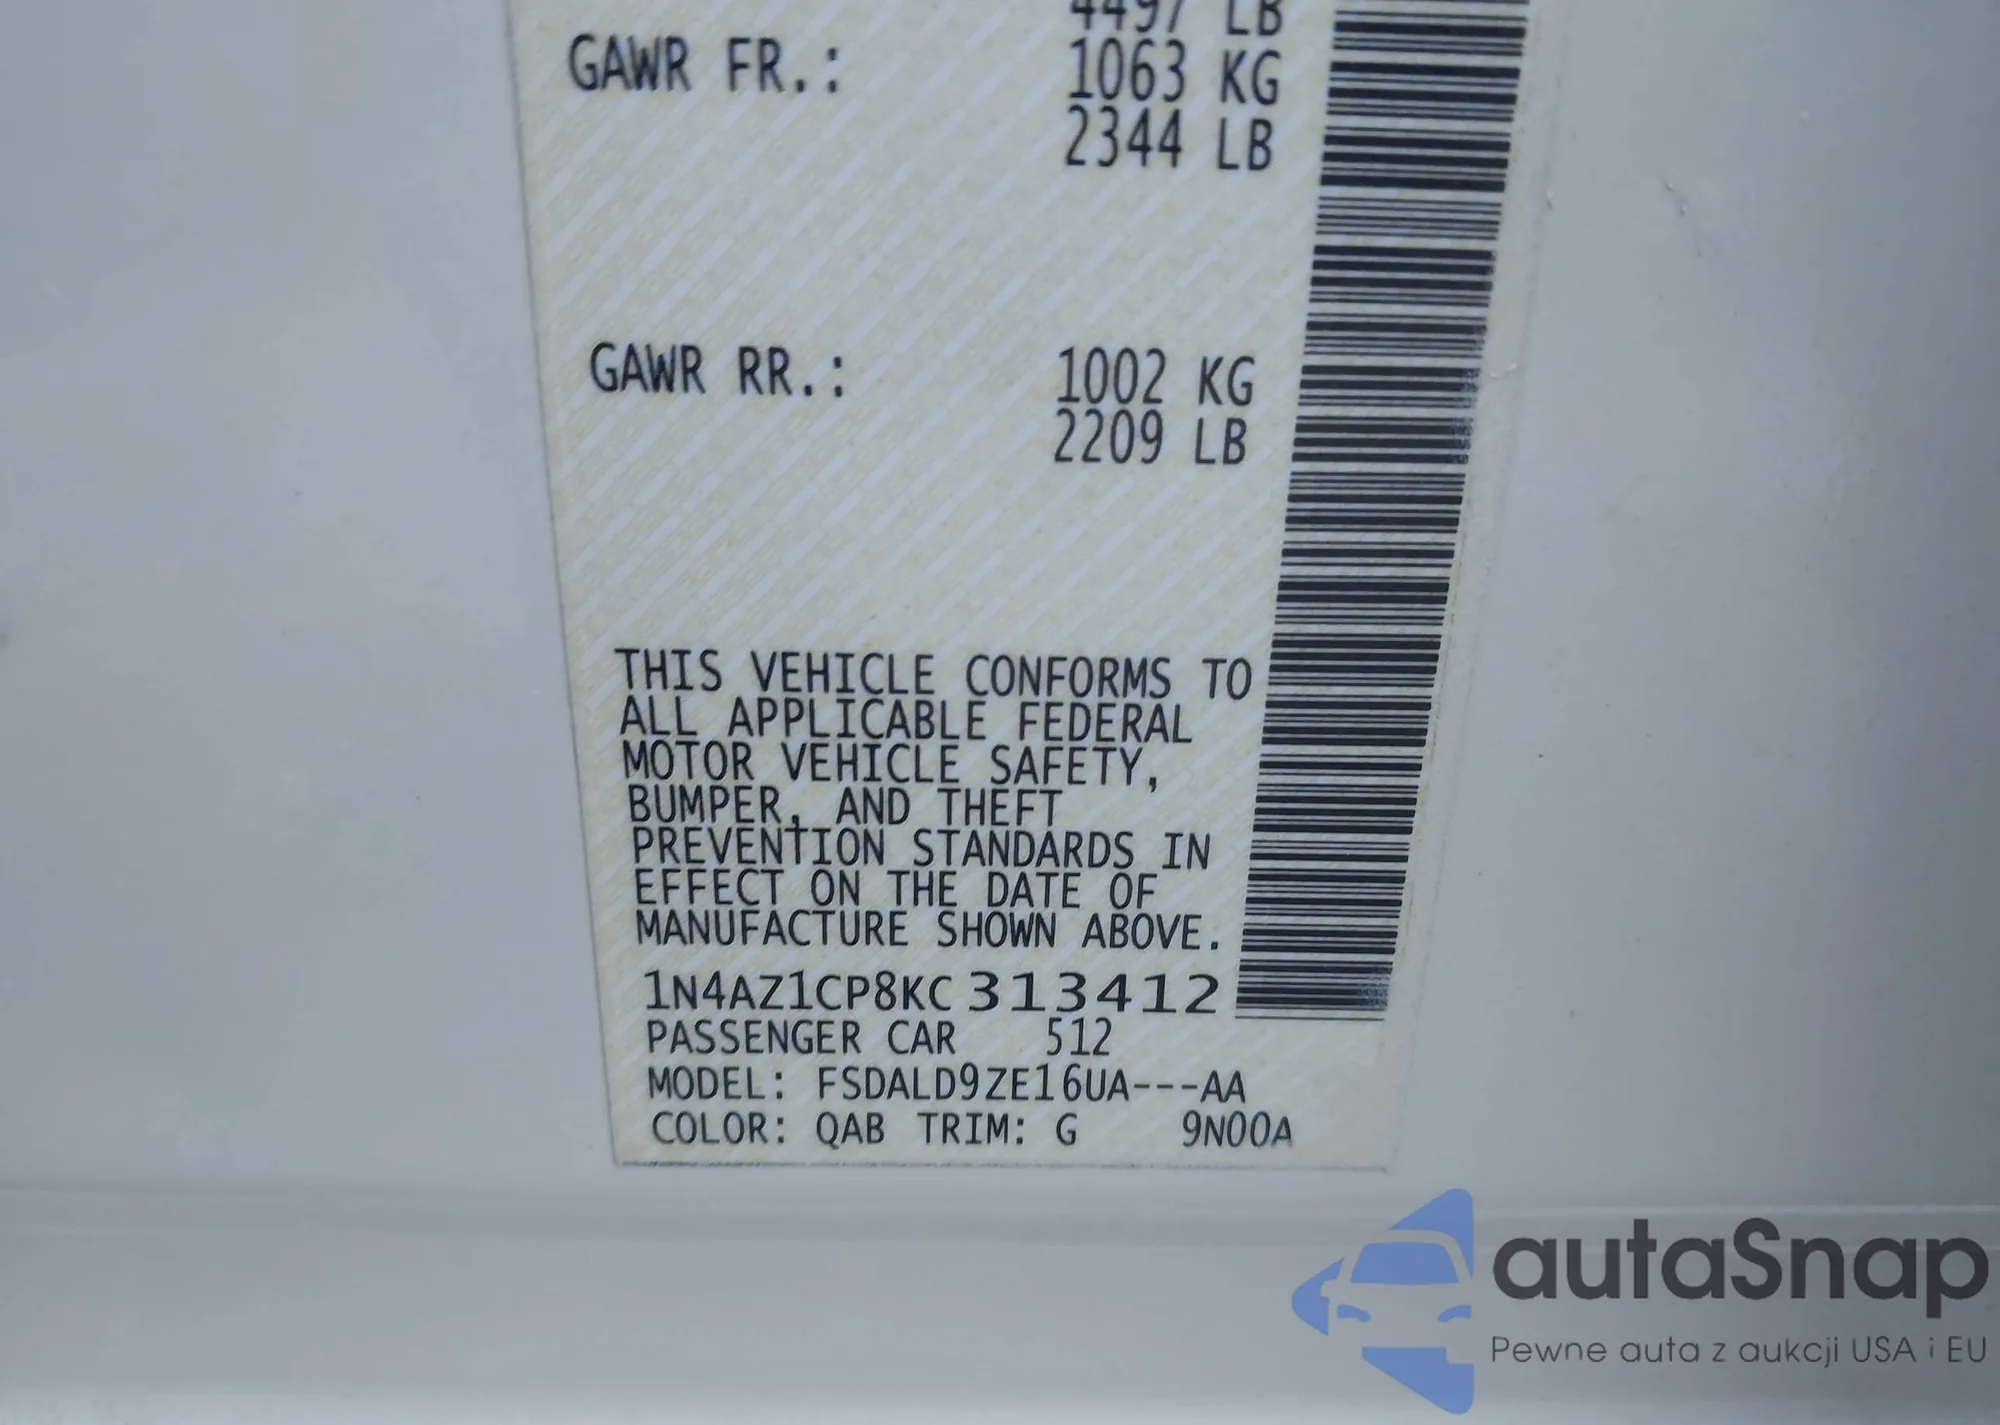 4497 LB
GAWR FR.: 1063 KG
2344 LB
GAWR RR.: 1002 KG
2209 LB
THIS VEHICLE CONFORMS TO
ALL APPLICABLE FEDERAL
MOTOR VEHICLE SAFETY,
BUMPER, AND THEFT
PREVENTION STANDARDS IN
EFFECT ON THE DATE OF
MANUFACTURE SHOWN ABOVE.
1N4AZ1CP8KC313412
PASSENGER CAR 512
MODEL: FSDALD9ZE16UA---AA
COLOR: QAB TRIM: G 9N00A
autaSnap
Pewne auta z aukcji USA i EU